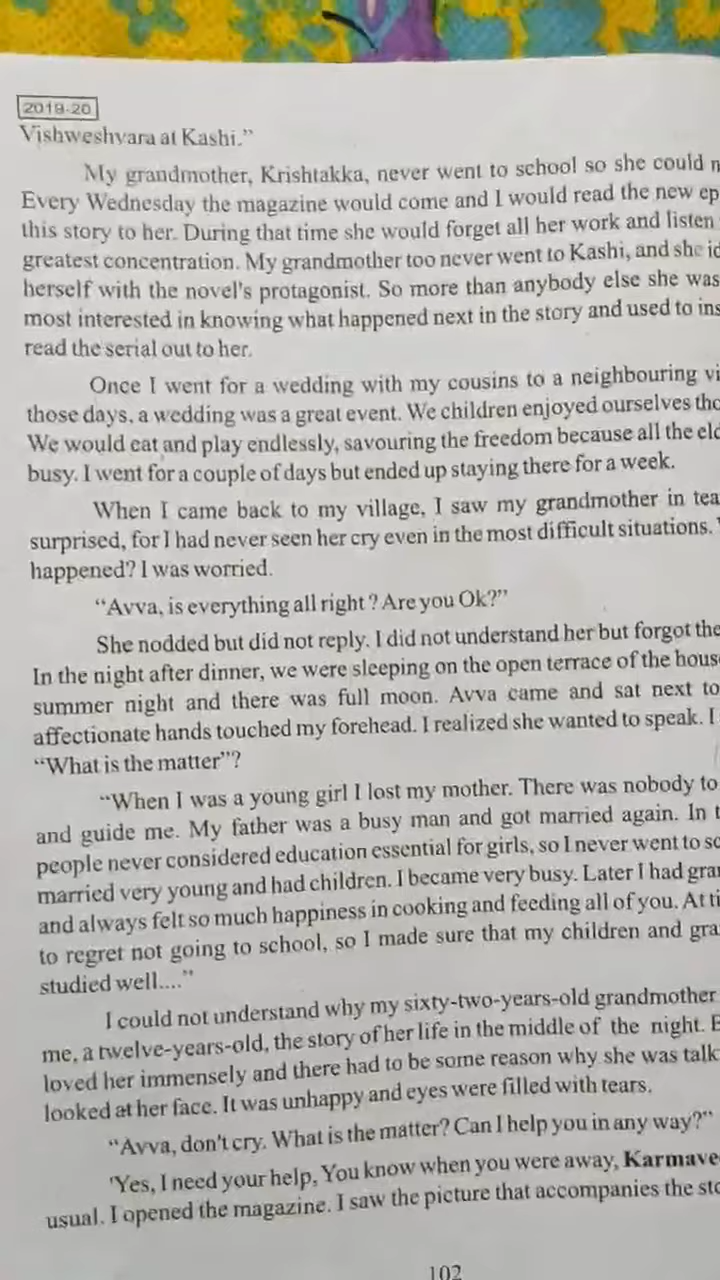 2019-20
Vishweshvara at Kashi."
My grandmother, Krishtakka, never went to school so she could
Every Wednesday the magazine would come and I would read the new
this story to her. During that time she would forget all her work and listen
greatest concentration. My grandmother too never went to Kashi, and she
herself with the novel's protagonist. So more than anybody else she was
most interested in knowing what happened next in the story and used to
read the serial out to her.
Once I went for a wedding with my cousins to a neighbouring
those days, a wedding was a great event. We children enjoyed ourselves
We would eat and play endlessly, savouring the freedom because all the
busy. I went for a couple of days but ended up staying there for a week.
When I came back to my village, I saw my grandmother in
surprised, for I had never seen her cry even in the most difficult situations.
happened? I was worried.
"Avva, is everything all right ? Are you Ok?"
She nodded but did not reply. I did not understand her but forgot
In the night after dinner, we were sleeping on the open terrace of the
summer night and there was full moon. Avva came and sat next to
affectionate hands touched my forehead. I realized she wanted to speak. I
"What is the matter"?
"When I was a young girl I lost my mother. There was nobody to
and guide me. My father was a busy man and got married again. In
people never considered education essential for girls, so I never went to
married very young and had children. I became very busy. Later I had
and always felt so much happiness in cooking and feeding all of you. At
to regret not going to school, so I made sure that my children and
studied well...."
I could not understand why my sixty-two-years-old grandmother
me, a twelve-years-old, the story of her life in the middle of the night.
loved her immensely and there had to be some reason why she was
looked at her face. It was unhappy and eyes were filled with tears.
"Avva, don't cry. What is the matter? Can I help you in any way?"
'Yes, I need your help, You know when you were away,
usual. I opened the magazine. I saw the picture that accompanies the
102